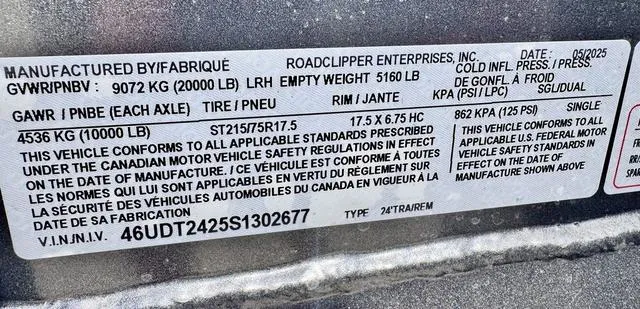 MANUFACTURED BY/FABRIQUÉ ROADCLIPPER ENTERPRISES, INC. DATE : 05/2025
GVWR/PNBV : 9072 KG (20000 LB) LRH EMPTY WEIGHT 5160 LB COLD INFL. PRESS. / PRESS.
DE GONFL. À FROID
GAWR / PNBE (EACH AXLE) TIRE / PNEU RIM / JANTE KPA (PSI / LPC) SGL/DUAL
4536 KG (10000 LB) ST215/75R17.5 17.5 X 6.75 HC 862 KPA (125 PSI) SINGLE
THIS VEHICLE CONFORMS TO ALL APPLICABLE STANDARDS PRESCRIBED
UNDER THE CANADIAN MOTOR VEHICLE SAFETY REGULATIONS IN EFFECT
ON THE DATE OF MANUFACTURE. / CE VÉHICULE EST CONFORME À TOUTES
LES NORMES QUI LUI SONT APPLICABLES EN VERTU DU RÈGLEMENT SUR
LA SÉCURITÉ DES VÉHICULES AUTOMOBILES DU CANADA EN VIGUEUR À LA
DATE DE SA FABRICATION
THIS VEHICLE CONFORMS TO ALL
APPLICABLE U.S. FEDERAL MOTOR
VEHICLE SAFETY STANDARDS IN
EFFECT ON THE DATE OF
MANUFACTURE SHOWN ABOVE.
V.I.N./N.I.V. 46UDT2425S1302677 TYPE 24'TRA/REM